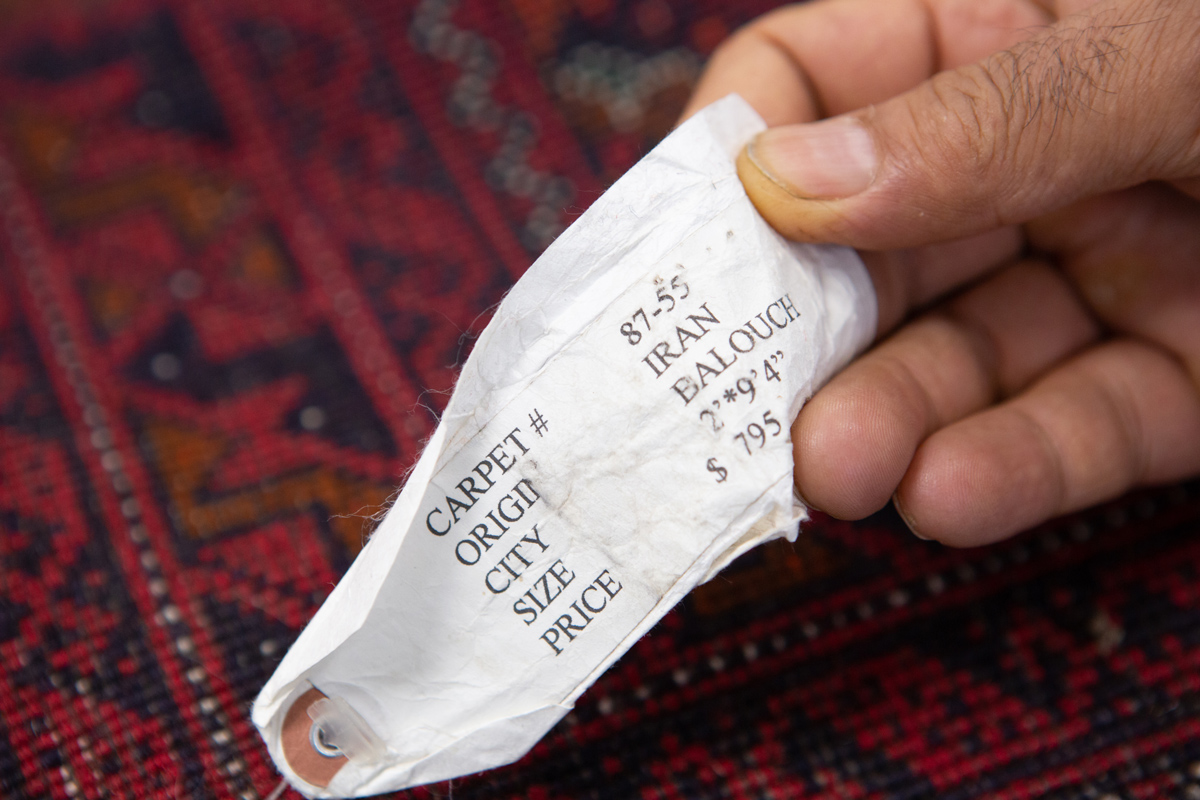 CARPET # 87-55
ORIGIN IRAN
CITY BALOUCH
SIZE 2'*9'4”
PRICE $ 795